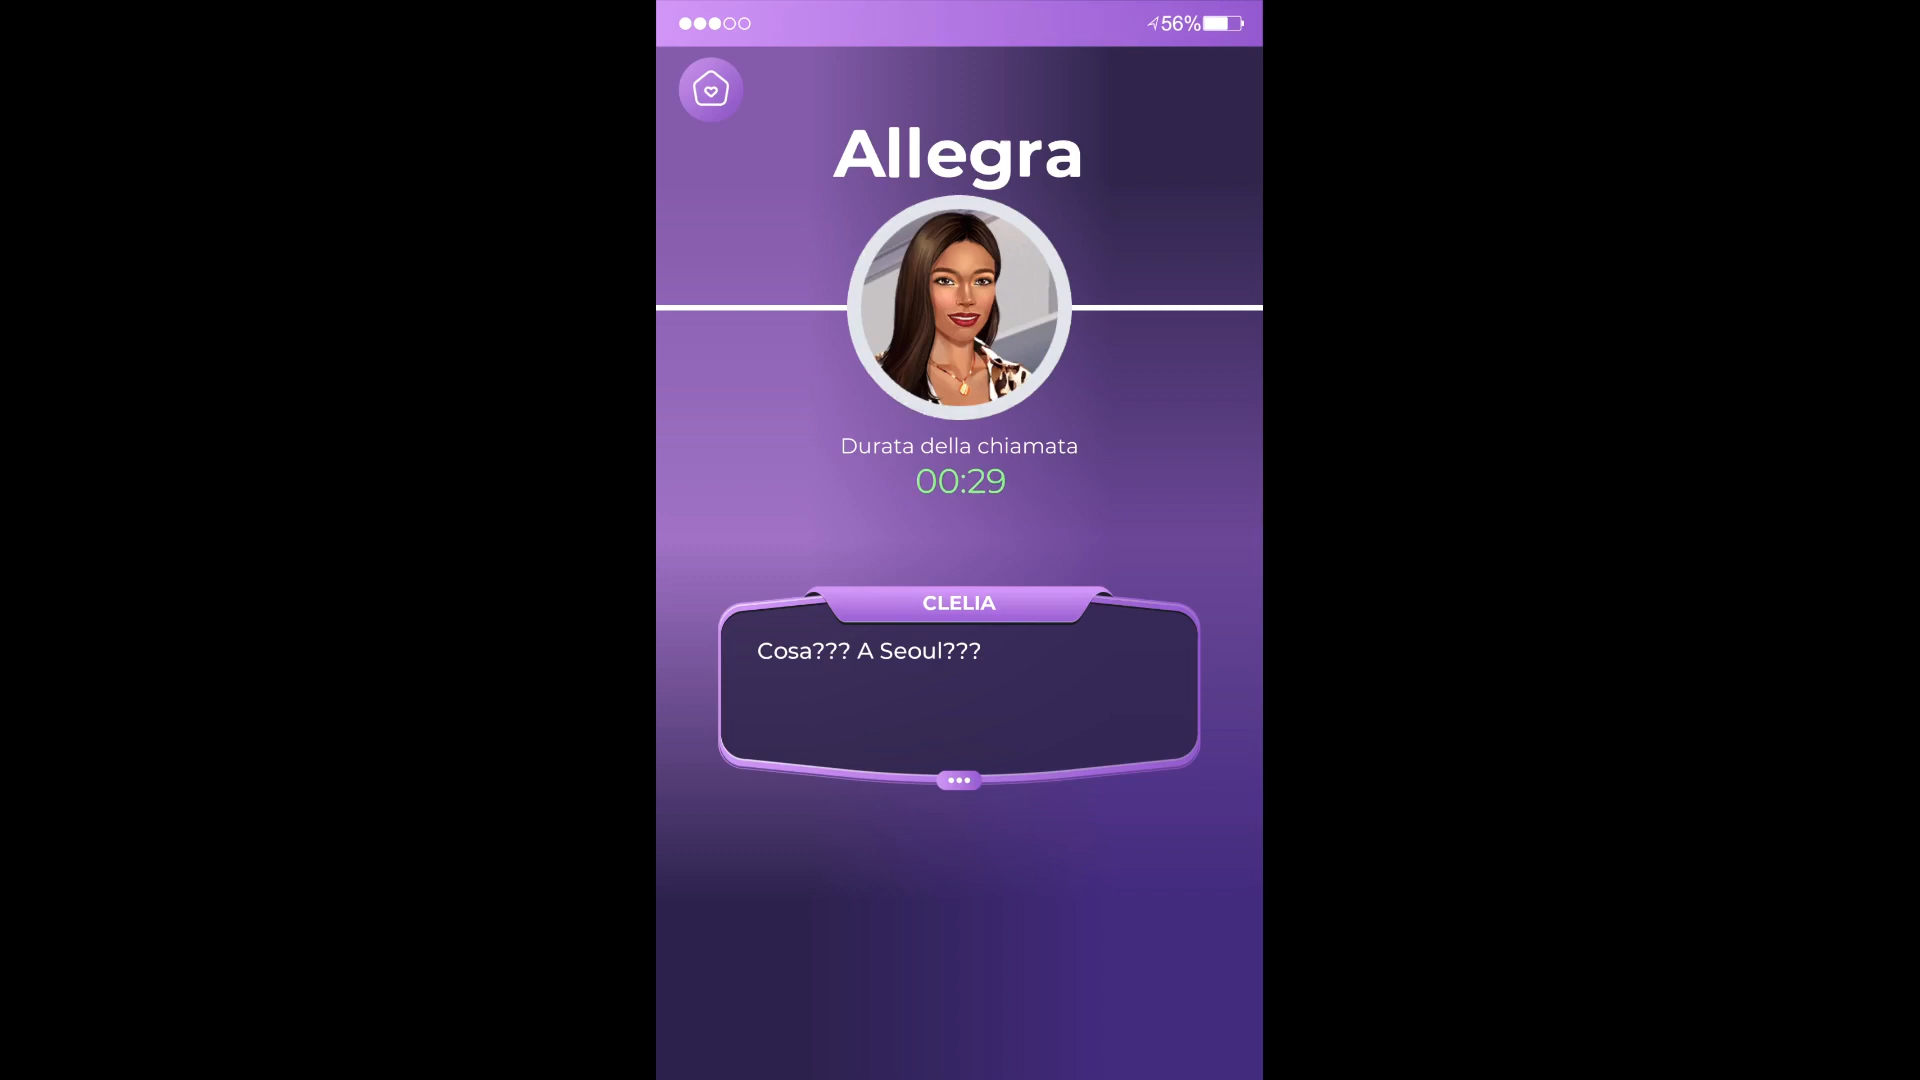 56%
Allegra
Durata della chiamata
00:29
CLELIA
Cosa??? A Seoul???